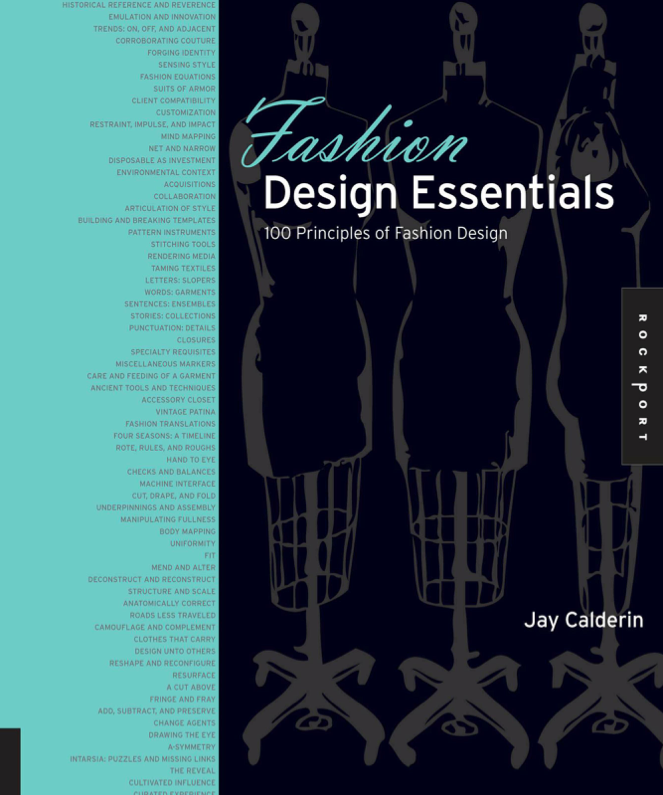 HISTORICAL REFERENCE AND REVERENCE
EMULATION AND INNOVATION
TRENDS: ON, OFF, AND ADJACENT
CORROBORATING COUTURE
FORGING IDENTITY
SENSING STYLE
FASHION EQUATIONS
SUITS OF ARMOR
CLIENT COMPATIBILITY
CUSTOMIZATION
RESTRAINT, IMPULSE, AND IMPACT
MIND MAPPING
NET AND NARROW
DISPOSABLE AS INVESTMENT
ENVIRONMENTAL CONTEXT
ACQUISITIONS
COLLABORATION
ARTICULATION OF STYLE
BUILDING AND BREAKING TEMPLATES
PATTERN INSTRUMENTS
STITCHING TOOLS
RENDERING MEDIA
TAMING TEXTILES
LETTERS: SLOPERS
WORDS: GARMENTS
SENTENCES: ENSEMBLES
STORIES: COLLECTIONS
PUNCTUATION: DETAILS
CLOSURES
SPECIALTY REQUISITES
MISCELLANEOUS MARKERS
CARE AND FEEDING OF A GARMENT
ANCIENT TOOLS AND TECHNIQUES
ACCESSORY CLOSET
VINTAGE PATINA
FASHION TRANSLATIONS
FOUR SEASONS: A TIMELINE
ROTE, RULES, AND ROUGHS
HAND TO EYE
CHECKS AND BALANCES
MACHINE INTERFACE
CUT, DRAPE, AND FOLD
UNDERPINNINGS AND ASSEMBLY
MANIPULATING FULLNESS
BODY MAPPING
UNIFORMITY
FIT
MEND AND ALTER
DECONSTRUCT AND RECONSTRUCT
STRUCTURE AND SCALE
ANATOMICALLY CORRECT
ROADS LESS TRAVELED
CAMOUFLAGE AND COMPLEMENT
CLOTHES THAT CARRY
DESIGN UNTO OTHERS
RESHAPE AND RECONFIGURE
RESURFACE
A CUT ABOVE
FRINGE AND FRAY
ADD, SUBTRACT, AND PRESERVE
CHANGE AGENTS
DRAWING THE EYE
A-SYMMETRY
INTARSIA: PUZZLES AND MISSING LINKS
THE REVEAL
CULTIVATED INFLUENCE
CURATED EXPERIENCE
Fashion
Design Essentials
100 Principles of Fashion Design
ROCKPORT
Jay Calderin